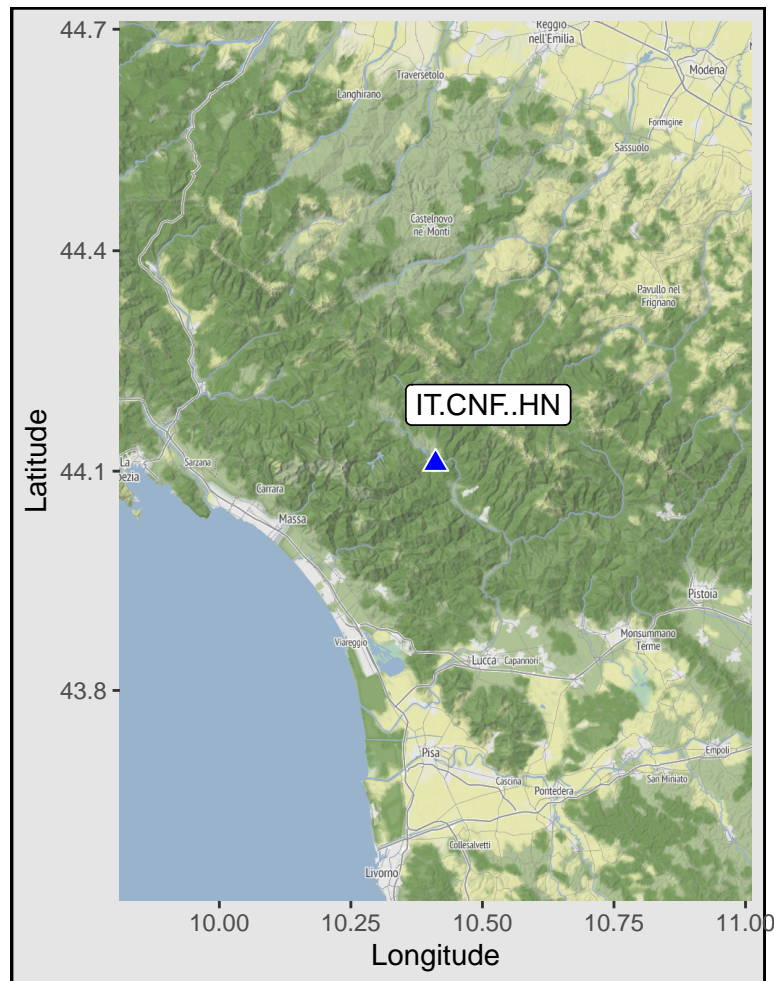 44.7
44.4
44.1
43.8
Latitude
Reggio
nell'Emilia
Modena
Traversetolo
Langhirano
Formigine
Sassuolo
Castelnovo
ne' Monti
Pavullo nel
Frignano
IT.CNF..HN
La
Sarzana
Carrara
Massa
Pistoia
Viareggio
Monsummano
Terme
Lucca
Capannori
Pisa
Empoli
Cascina
San Miniato
Pontedera
Collesalvetti
Livorno
10.00
10.25
10.50
10.75
11.00
Longitude